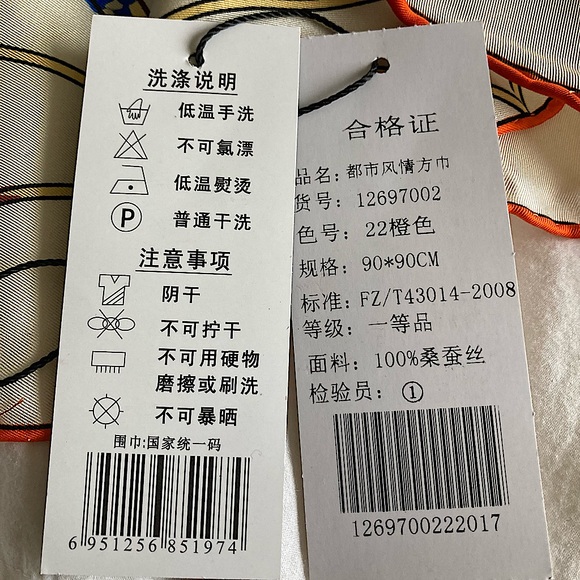 洗涤说明
低温手洗
不可氯漂
低温熨烫
P
普通干洗
注意事项
阴干
不可拧干
不可用硬物
磨擦或刷洗
不可暴晒
围巾:国家统一码
6 951256 851974
合格证
品名：都市风情方巾
货号：12697002
色号：22橙色
规格：90*90CM
标准：FZ/T43014-2008
等级：一等品
面料：100%桑蚕丝
检验员：①
1269700222017